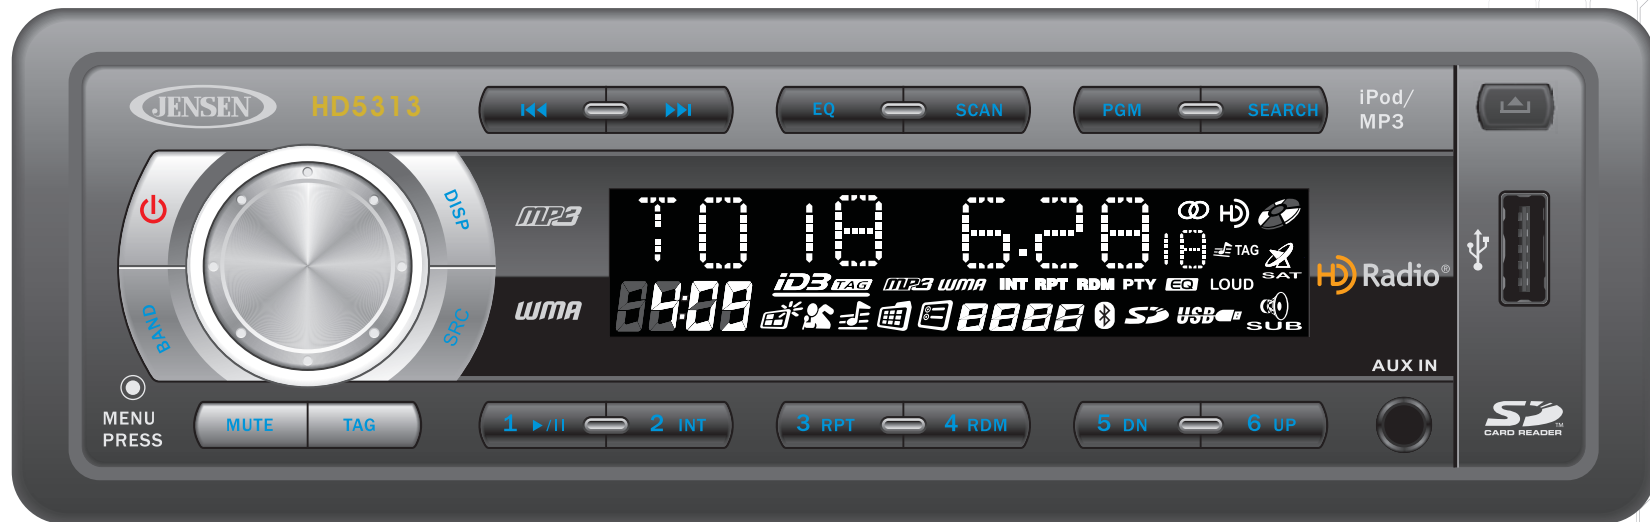 JENSEN HD5313
EQ SCAN
PGM SEARCH
iPod/
MP3
DISP
BAND
SRC
MP3
WMA
TO 18 6.28 18
HD
TAG
SAT
iD3 TAG MP3 WMA INT RPT RDM PTY EQ LOUD
4:09 8888 SD USB
SUB
HD Radio®
AUX IN
MENU
PRESS
MUTE TAG
1 ▶/II 2 INT
3 RPT 4 RDM
5 DN 6 UP
SD™
CARD READER